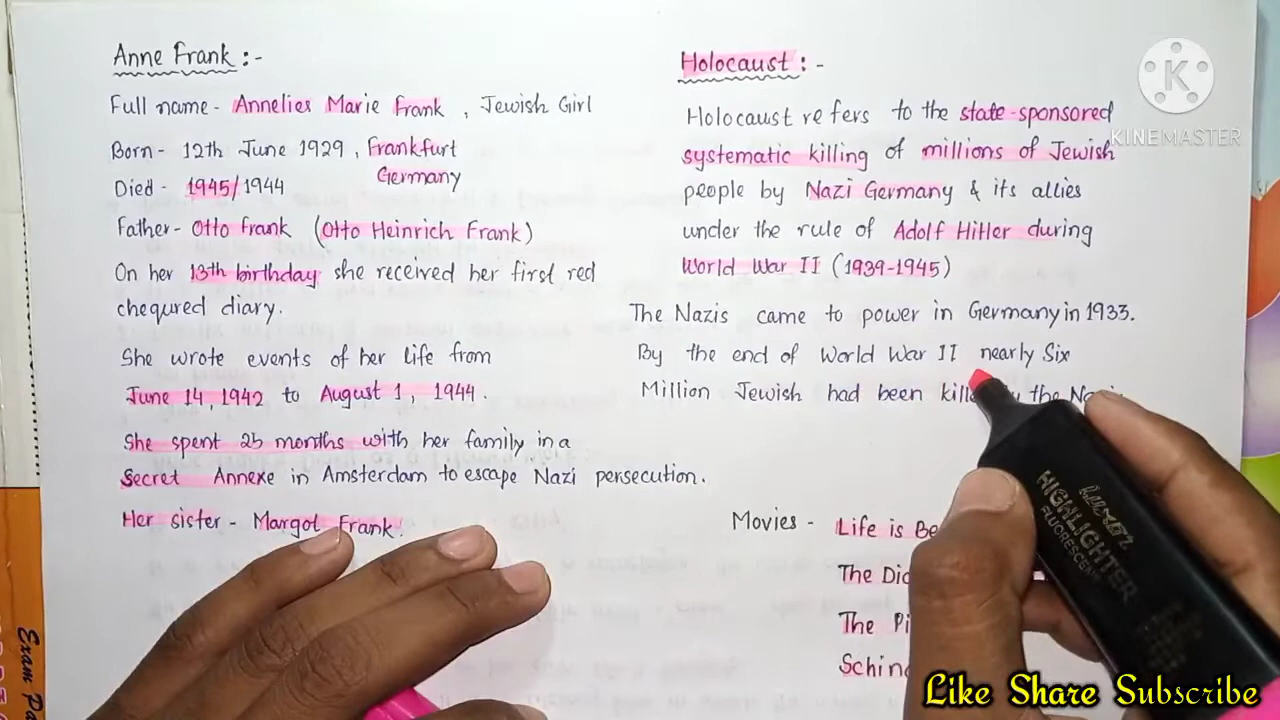 Anne Frank :-
Full name - Annelies Marie Frank , Jewish Girl
Born - 12th June 1929 , Frankfurt
Germany
Died - 1945/1944
Father - Otto Frank (Otto Heinrich Frank)
On her 13th birthday she received her first red
chequred diary.
She wrote events of her life from
June 14, 1942 to August 1, 1944.
She spent 25 months with her family in a
Secret Annexe in Amsterdam to escape Nazi persecution.
Her sister - Margot Frank.
Holocaust :-
Holocaust refers to the state-sponsored
systematic killing of millions of Jewish
people by Nazi Germany & its allies
under the rule of Adolf Hitler during
World War II (1939-1945)
The Nazis came to power in Germany in 1933.
By the end of World War II nearly Six
Million Jewish had been the
Movies - Life is
The
The
K
KINEMASTER
HIGHLIGHTER
Exam
Like Share Subscribe